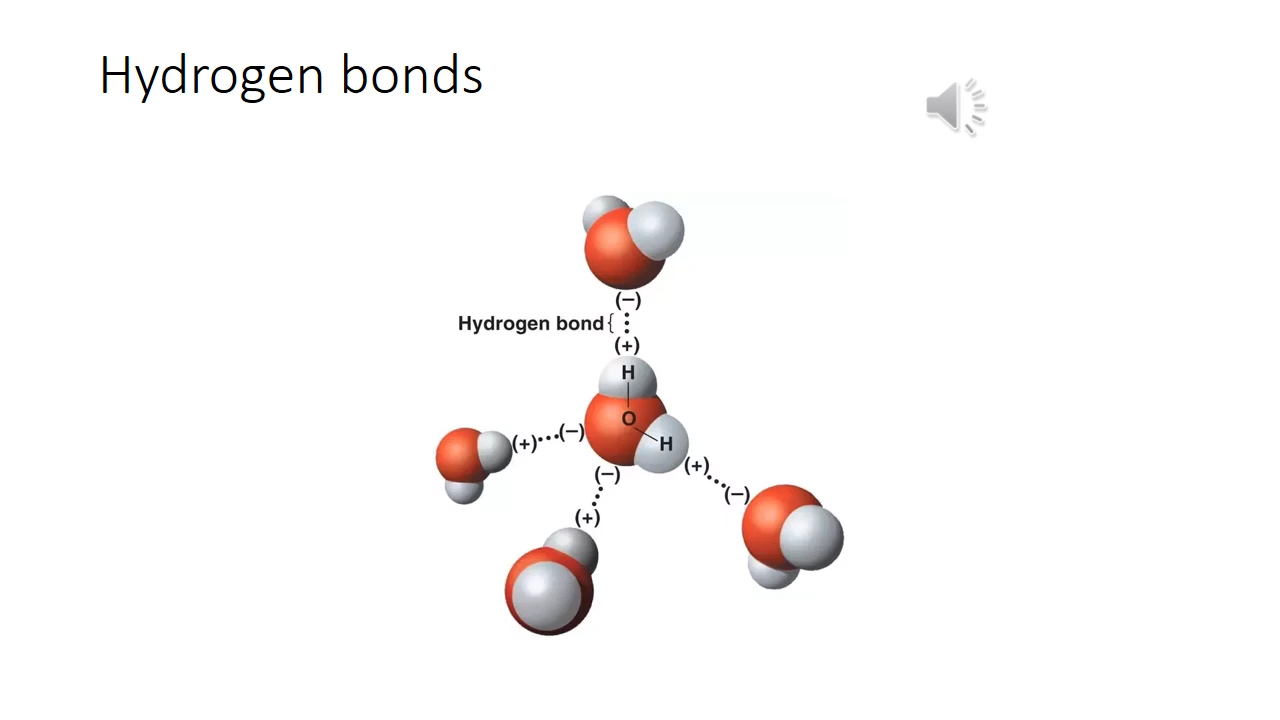 Hydrogen bonds
(−)
Hydrogen bond {
(+)
H
O
H
(+) (−)
(−)
(+)
(+)
(−)